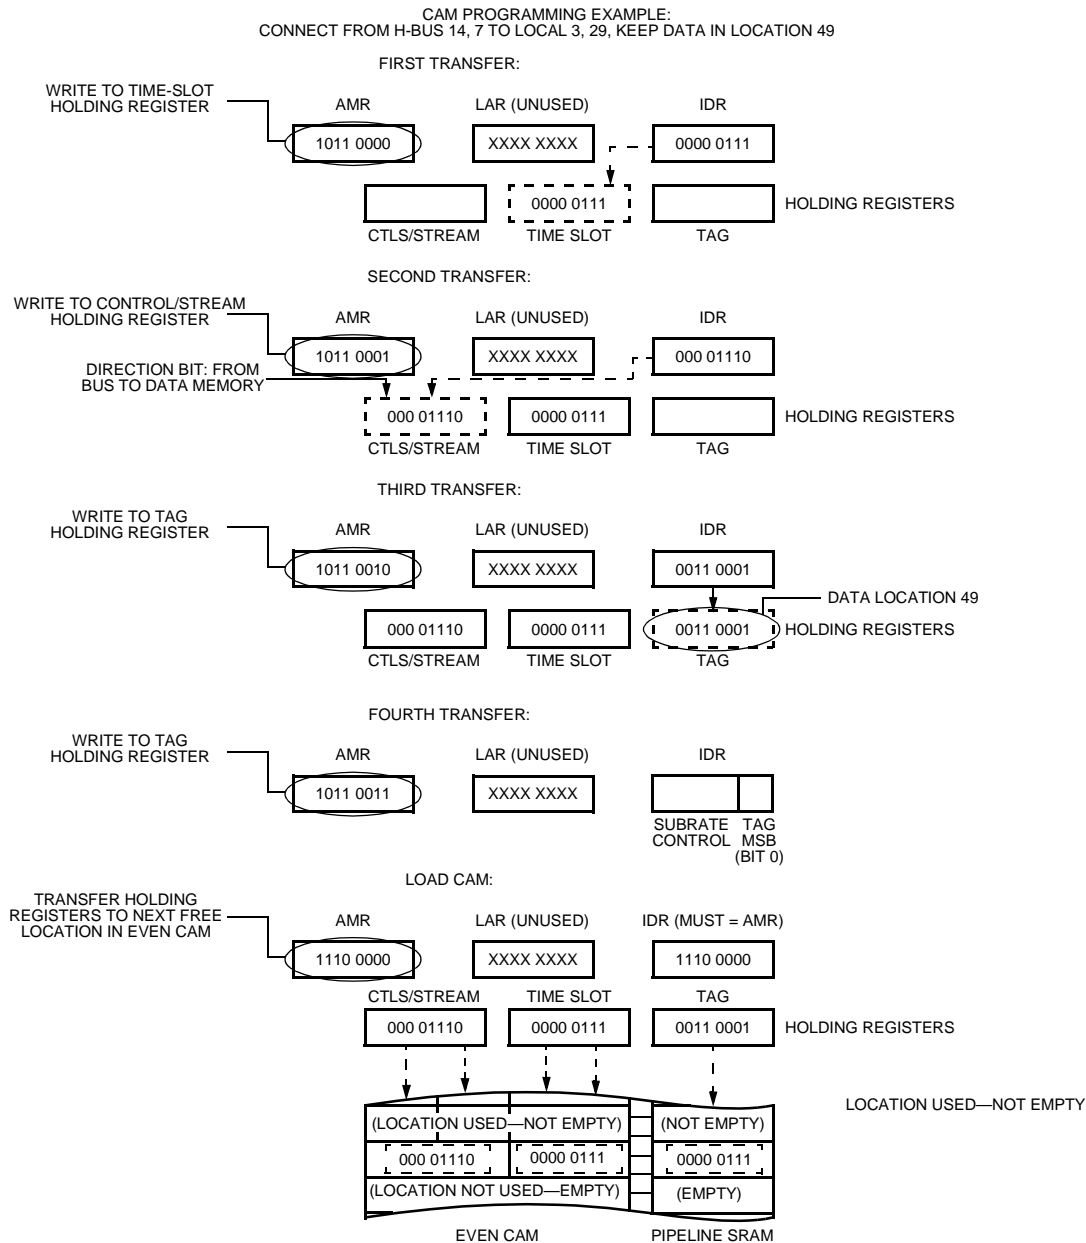 CAM PROGRAMMING EXAMPLE:
CONNECT FROM H-BUS 14, 7 TO LOCAL 3, 29, KEEP DATA IN LOCATION 49
FIRST TRANSFER:
WRITE TO TIME-SLOT
HOLDING REGISTER
AMR
LAR (UNUSED)
IDR
1011 0000
XXXX XXXX
0000 0111
0000 0111
HOLDING REGISTERS
CTLS/STREAM
TIME SLOT
TAG
SECOND TRANSFER:
WRITE TO CONTROL/STREAM
HOLDING REGISTER
AMR
LAR (UNUSED)
IDR
1011 0001
XXXX XXXX
000 01110
DIRECTION BIT: FROM
BUS TO DATA MEMORY
000 01110
0000 0111
HOLDING REGISTERS
CTLS/STREAM
TIME SLOT
TAG
THIRD TRANSFER:
WRITE TO TAG
HOLDING REGISTER
AMR
LAR (UNUSED)
IDR
1011 0010
XXXX XXXX
0011 0001
DATA LOCATION 49
000 01110
0000 0111
0011 0001
HOLDING REGISTERS
CTLS/STREAM
TIME SLOT
TAG
FOURTH TRANSFER:
WRITE TO TAG
HOLDING REGISTER
AMR
LAR (UNUSED)
IDR
1011 0011
XXXX XXXX
SUBRATE
CONTROL
TAG
MSB
(BIT 0)
LOAD CAM:
TRANSFER HOLDING
REGISTERS TO NEXT FREE
LOCATION IN EVEN CAM
AMR
LAR (UNUSED)
IDR (MUST = AMR)
1110 0000
XXXX XXXX
1110 0000
CTLS/STREAM
TIME SLOT
TAG
000 01110
0000 0111
0011 0001
HOLDING REGISTERS
LOCATION USED—NOT EMPTY
(LOCATION USED—NOT EMPTY)
(NOT EMPTY)
000 01110
0000 0111
0000 0111
(LOCATION NOT USED—EMPTY)
(EMPTY)
EVEN CAM
PIPELINE SRAM